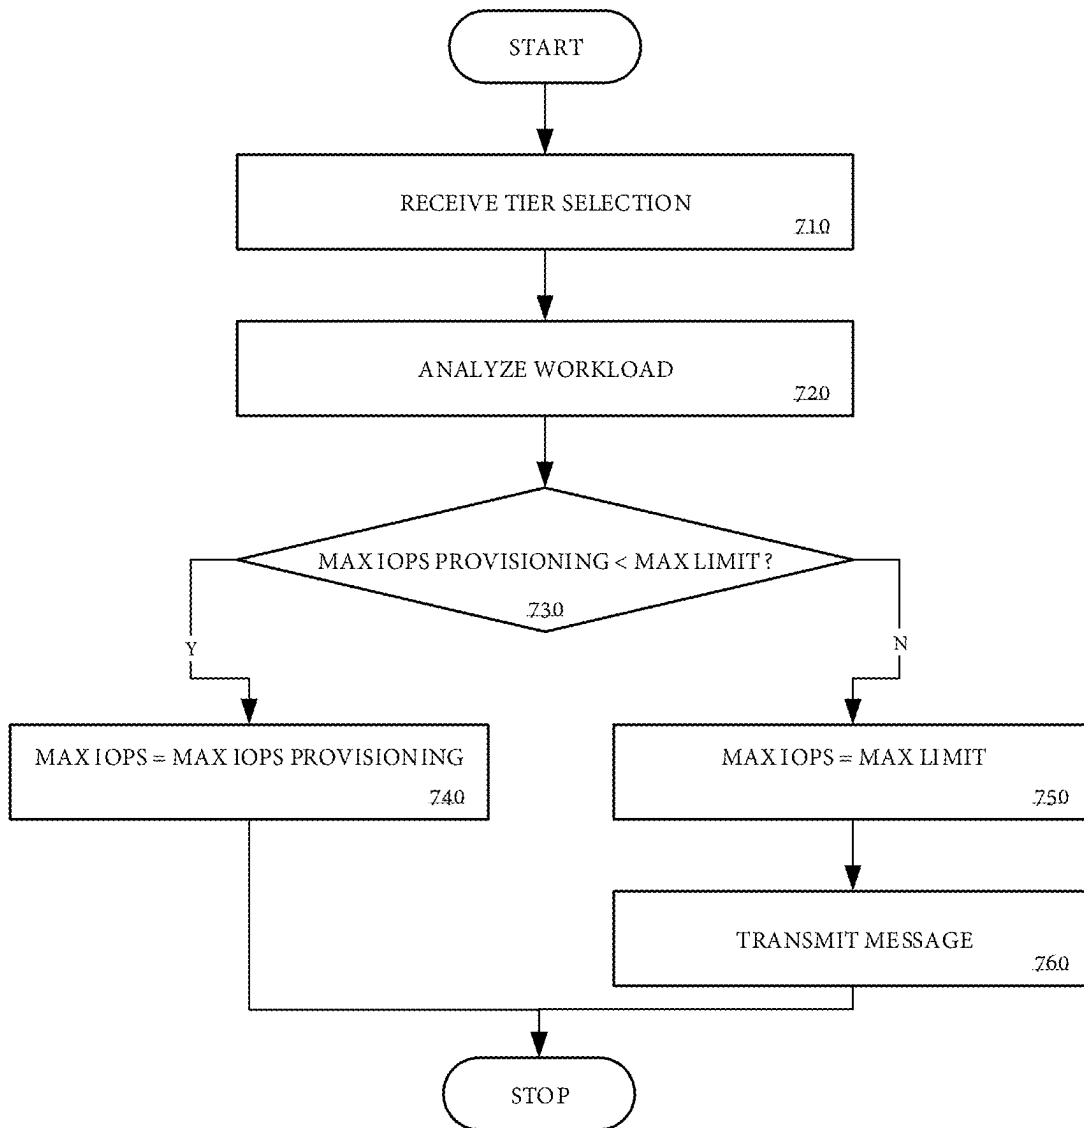 START
RECEIVE TIER SELECTION
710
ANALYZE WORKLOAD
720
MAX IOPS PROVISIONING < MAX LIMIT?
730
Y
N
MAX IOPS = MAX IOPS PROVISIONING
740
MAX IOPS = MAX LIMIT
750
TRANSMIT MESSAGE
760
STOP